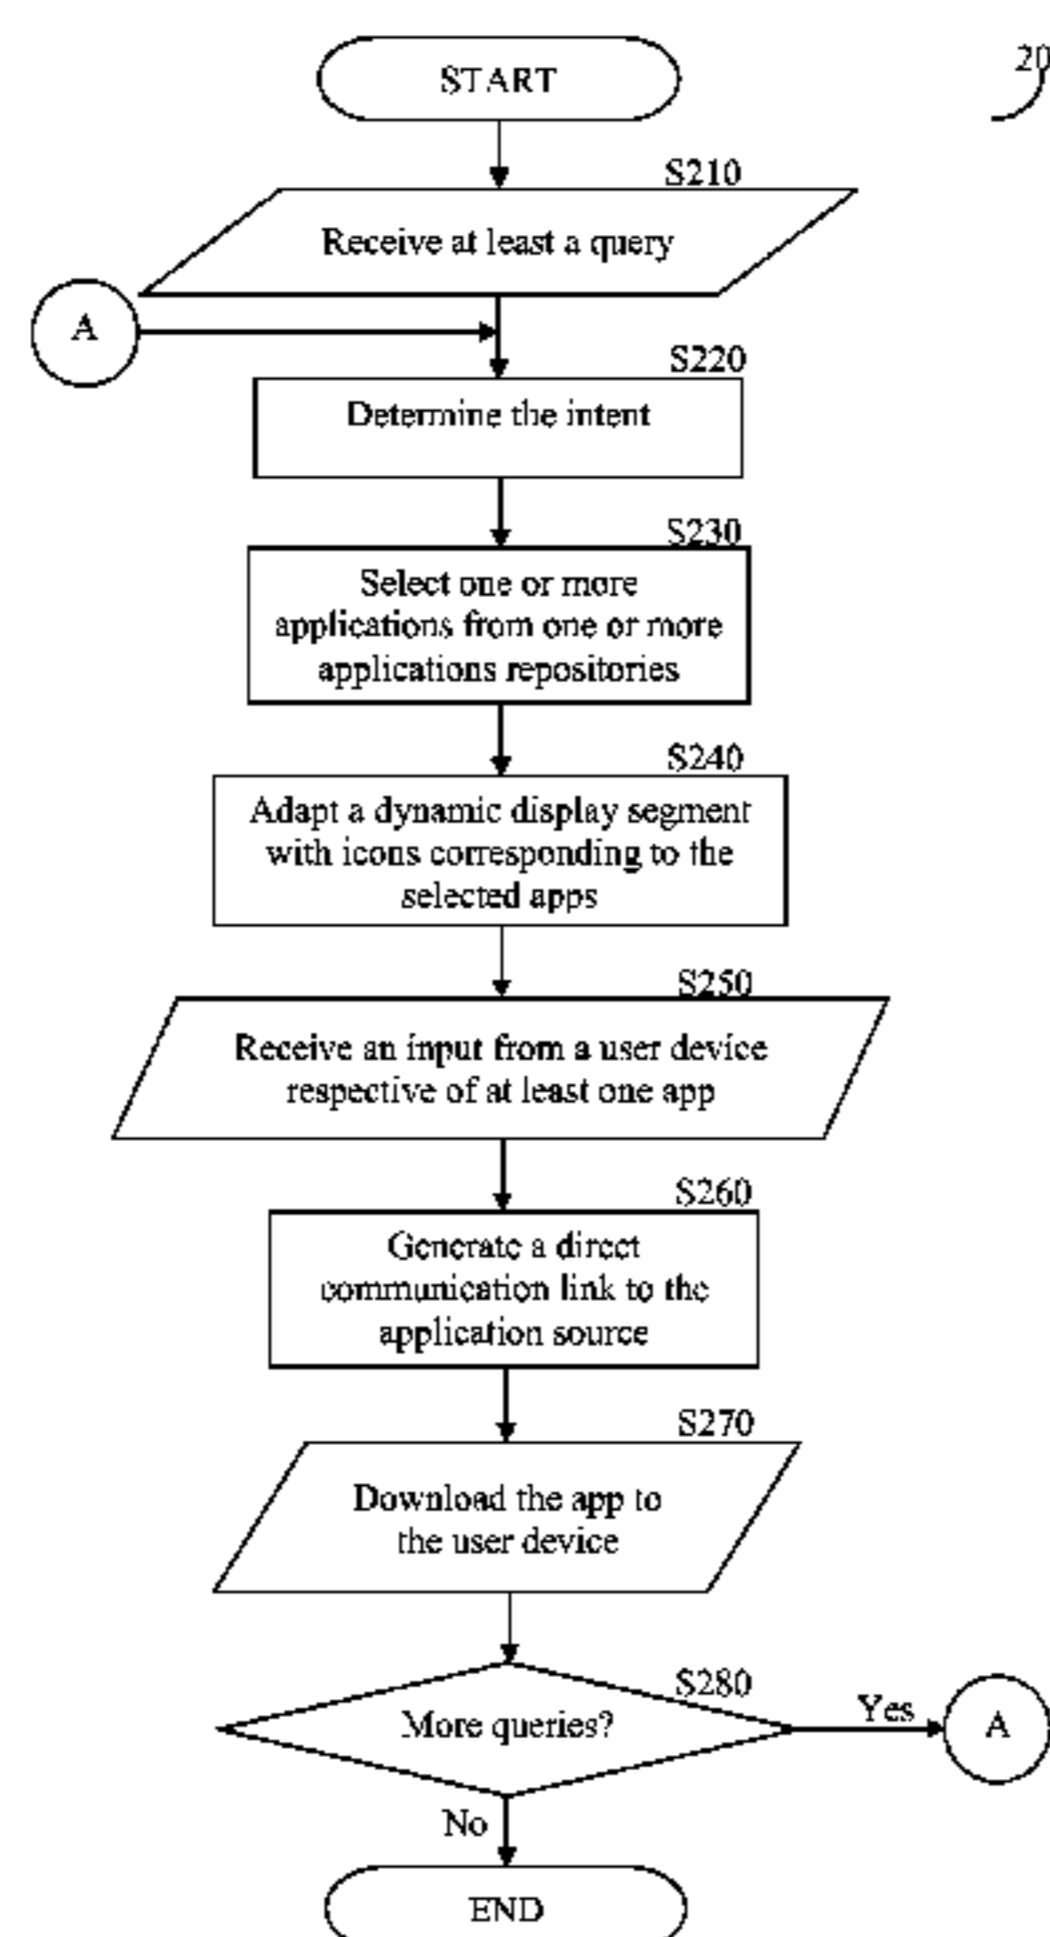 START
20
S210
Receive at least a query
A
S220
Determine the intent
S230
Select one or more
applications from one or more
applications repositories
S240
Adapt a dynamic display segment
with icons corresponding to the
selected apps
S250
Receive an input from a user device
respective of at least one app
S260
Generate a direct
communication link to the
application source
S270
Download the app to
the user device
S280
More queries?
Yes
A
No
END